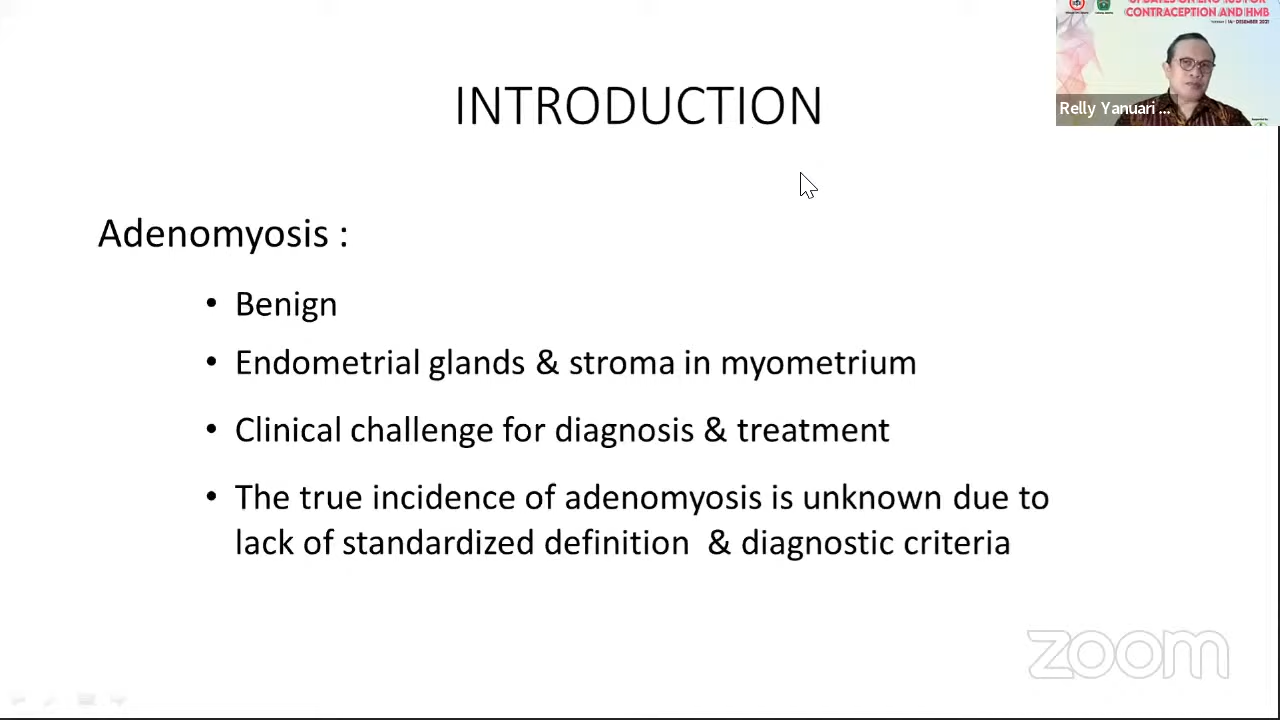 CONTRACEPTION AND HMB
INTRODUCTION
Relly Yanuari ...
Adenomyosis :
• Benign
• Endometrial glands & stroma in myometrium
• Clinical challenge for diagnosis & treatment
• The true incidence of adenomyosis is unknown due to
lack of standardized definition & diagnostic criteria
zoom